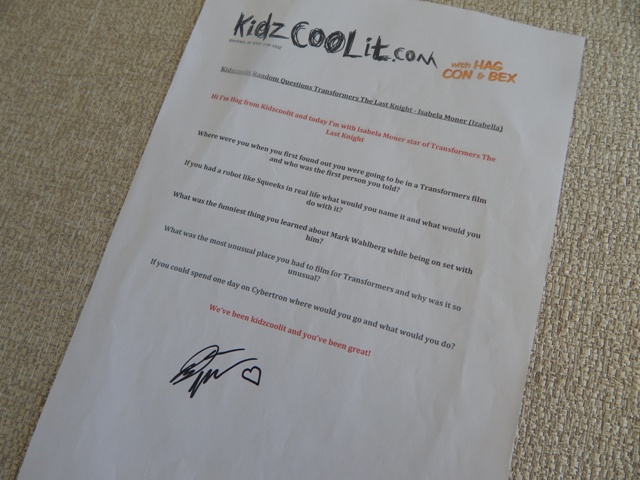 Kidz COOLit.com
with HAG
CON & BEX
Kidzcoolit Random Questions Transformers The Last Knight - Isabela Moner (Izabella)
Hi I'm Hag from Kidzcoolit and today I'm with Isabela Moner star of Transformers The
Last Knight
Where were you when you first found out you were going to be in a Transformers film
and who was the first person you told?
If you had a robot like Squeeks in real life what would you name it and what would you
do with it?
What was the funniest thing you learned about Mark Wahlberg while being on set with
him?
What was the most unusual place you had to film for Transformers and why was it so
unusual?
If you could spend one day on Cybertron where would you go and what would you do?
We've been kidzcoolit and you've been great!